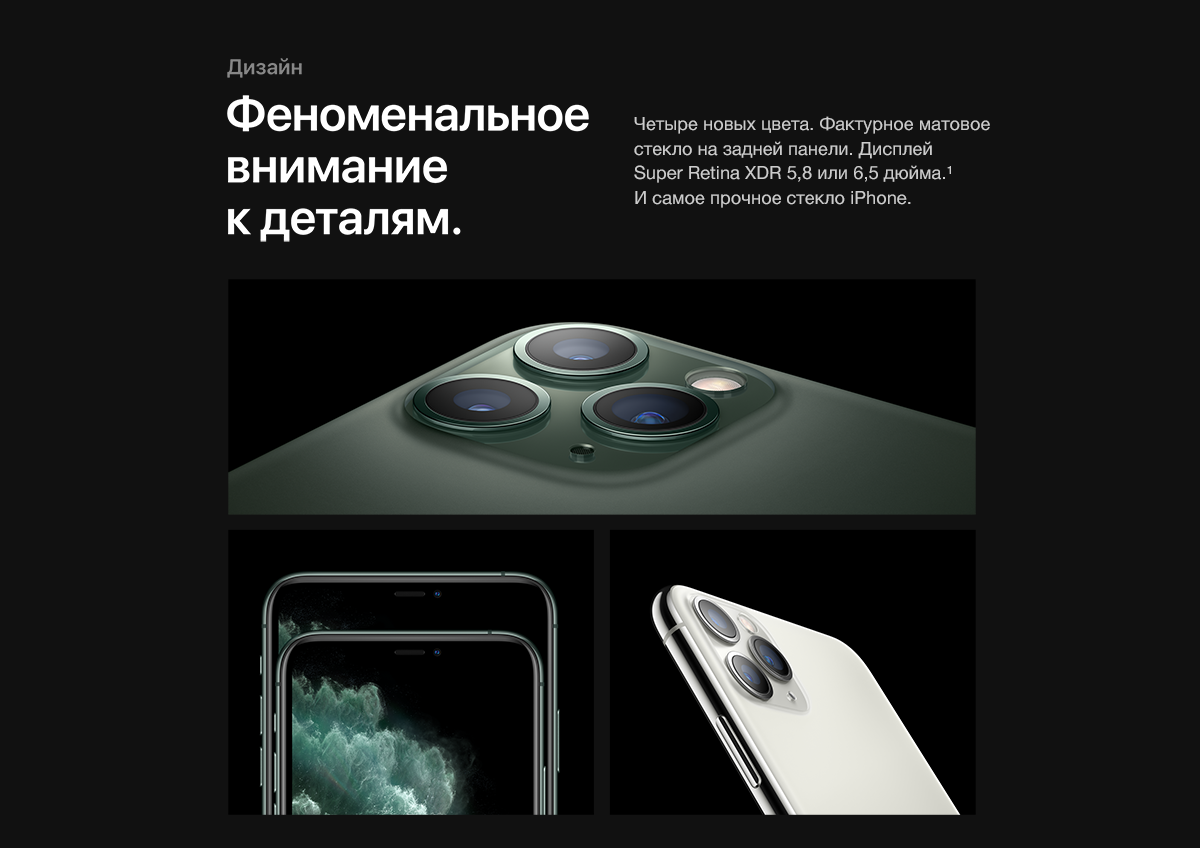 Дизайн
Феноменальное
внимание
к деталям.
Четыре новых цвета. Фактурное матовое
стекло на задней панели. Дисплей
Super Retina XDR 5,8 или 6,5 дюйма.¹
И самое прочное стекло iPhone.